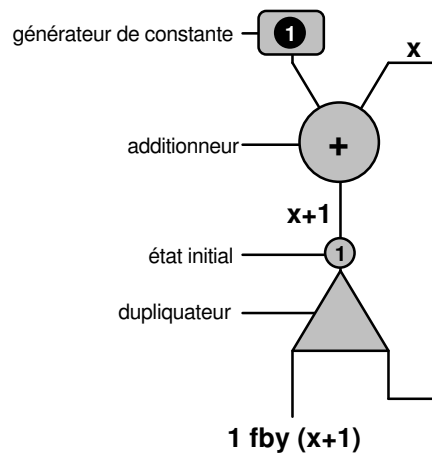 générateur de constante
1
x
additionneur
+
x+1
état initial
1
dupliquateur
1 fby (x+1)